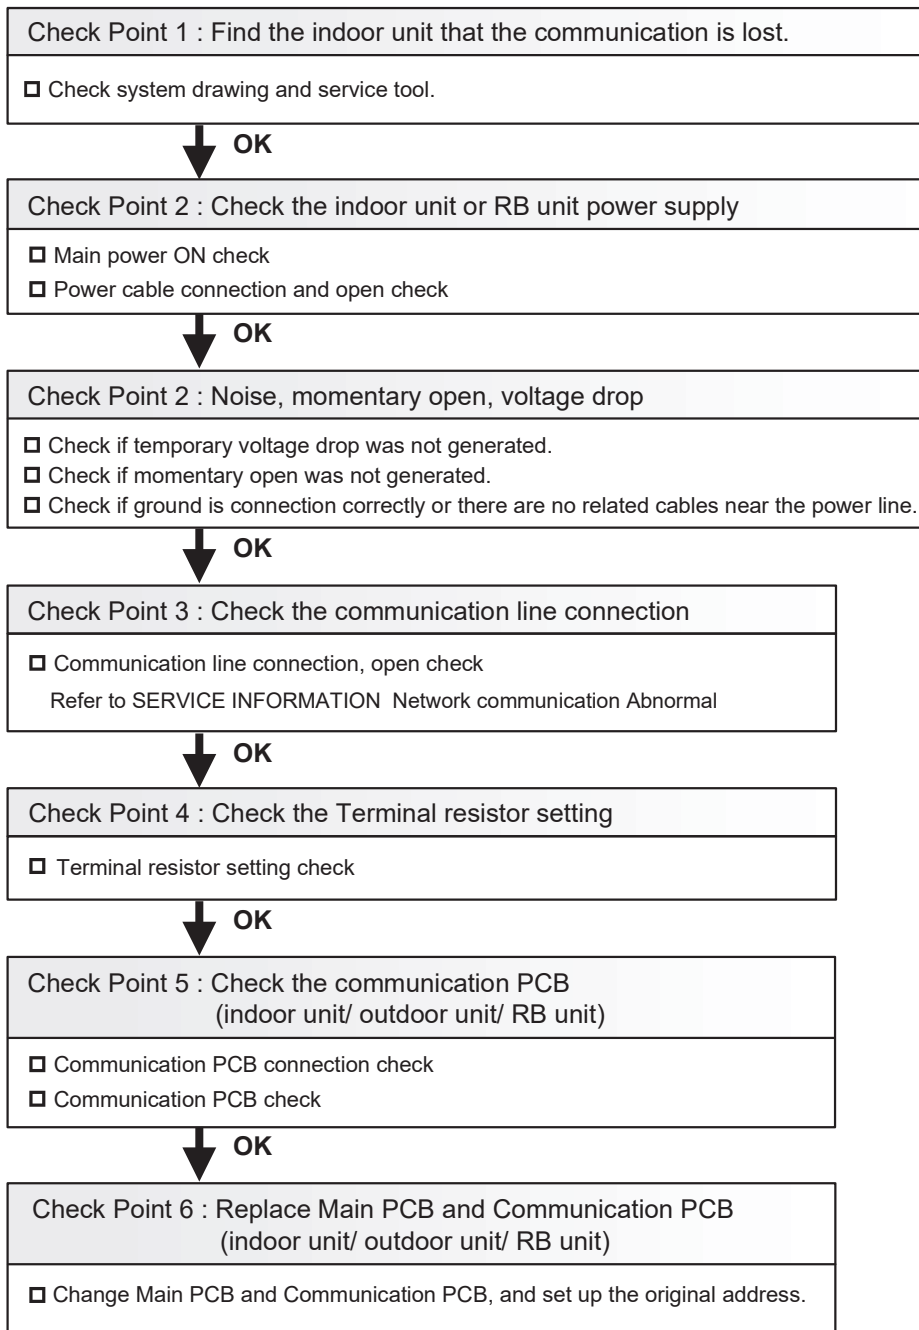 Check Point 1 : Find the indoor unit that the communication is lost.
Check system drawing and service tool.
OK
Check Point 2 : Check the indoor unit or RB unit power supply
Main power ON check
Power cable connection and open check
OK
Check Point 2 : Noise, momentary open, voltage drop
Check if temporary voltage drop was not generated.
Check if momentary open was not generated.
Check if ground is connection correctly or there are no related cables near the power line.
OK
Check Point 3 : Check the communication line connection
Communication line connection, open check
Refer to SERVICE INFORMATION Network communication Abnormal
OK
Check Point 4 : Check the Terminal resistor setting
Terminal resistor setting check
OK
Check Point 5 : Check the communication PCB
(indoor unit/ outdoor unit/ RB unit)
Communication PCB connection check
Communication PCB check
OK
Check Point 6 : Replace Main PCB and Communication PCB
(indoor unit/ outdoor unit/ RB unit)
Change Main PCB and Communication PCB, and set up the original address.